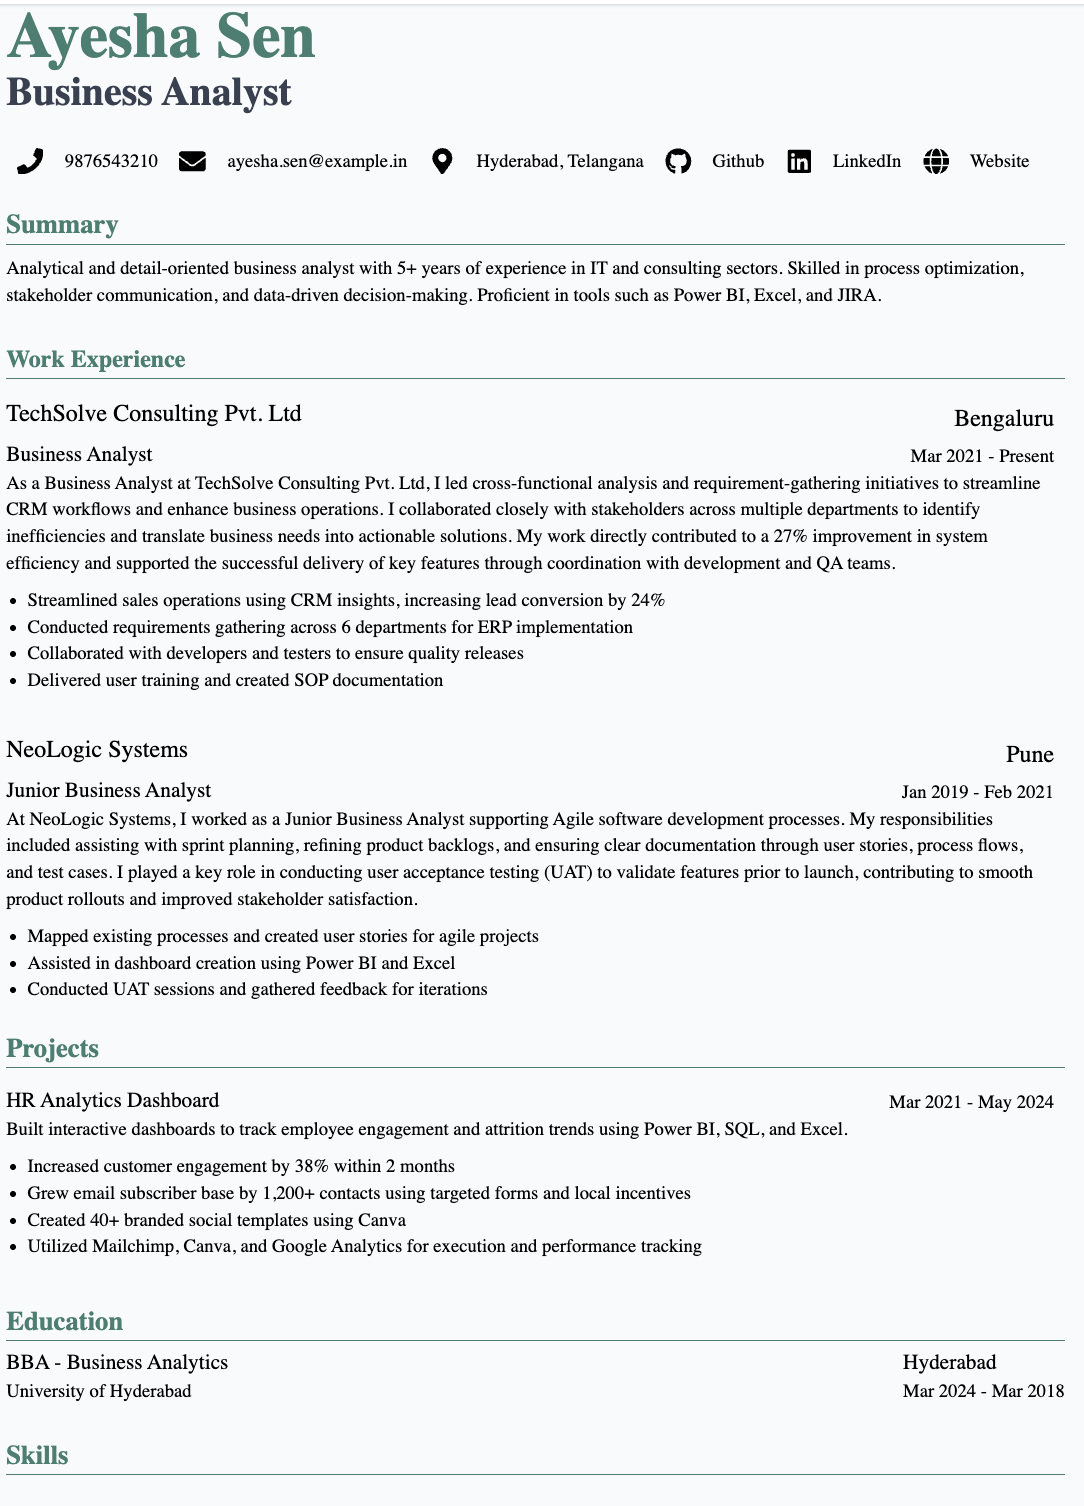 Ayesha Sen
Business Analyst
9876543210 ayesha.sen@example.in Hyderabad, Telangana Github LinkedIn Website
Summary
Analytical and detail-oriented business analyst with 5+ years of experience in IT and consulting sectors. Skilled in process optimization,
stakeholder communication, and data-driven decision-making. Proficient in tools such as Power BI, Excel, and JIRA.
Work Experience
TechSolve Consulting Pvt. Ltd Bengaluru
Business Analyst Mar 2021 - Present
As a Business Analyst at TechSolve Consulting Pvt. Ltd, I led cross-functional analysis and requirement-gathering initiatives to streamline
CRM workflows and enhance business operations. I collaborated closely with stakeholders across multiple departments to identify
inefficiencies and translate business needs into actionable solutions. My work directly contributed to a 27% improvement in system
efficiency and supported the successful delivery of key features through coordination with development and QA teams.
• Streamlined sales operations using CRM insights, increasing lead conversion by 24%
• Conducted requirements gathering across 6 departments for ERP implementation
• Collaborated with developers and testers to ensure quality releases
• Delivered user training and created SOP documentation
NeoLogic Systems Pune
Junior Business Analyst Jan 2019 - Feb 2021
At NeoLogic Systems, I worked as a Junior Business Analyst supporting Agile software development processes. My responsibilities
included assisting with sprint planning, refining product backlogs, and ensuring clear documentation through user stories, process flows,
and test cases. I played a key role in conducting user acceptance testing (UAT) to validate features prior to launch, contributing to smooth
product rollouts and improved stakeholder satisfaction.
• Mapped existing processes and created user stories for agile projects
• Assisted in dashboard creation using Power BI and Excel
• Conducted UAT sessions and gathered feedback for iterations
Projects
HR Analytics Dashboard Mar 2021 - May 2024
Built interactive dashboards to track employee engagement and attrition trends using Power BI, SQL, and Excel.
• Increased customer engagement by 38% within 2 months
• Grew email subscriber base by 1,200+ contacts using targeted forms and local incentives
• Created 40+ branded social templates using Canva
• Utilized Mailchimp, Canva, and Google Analytics for execution and performance tracking
Education
BBA - Business Analytics Hyderabad
University of Hyderabad Mar 2024 - Mar 2018
Skills